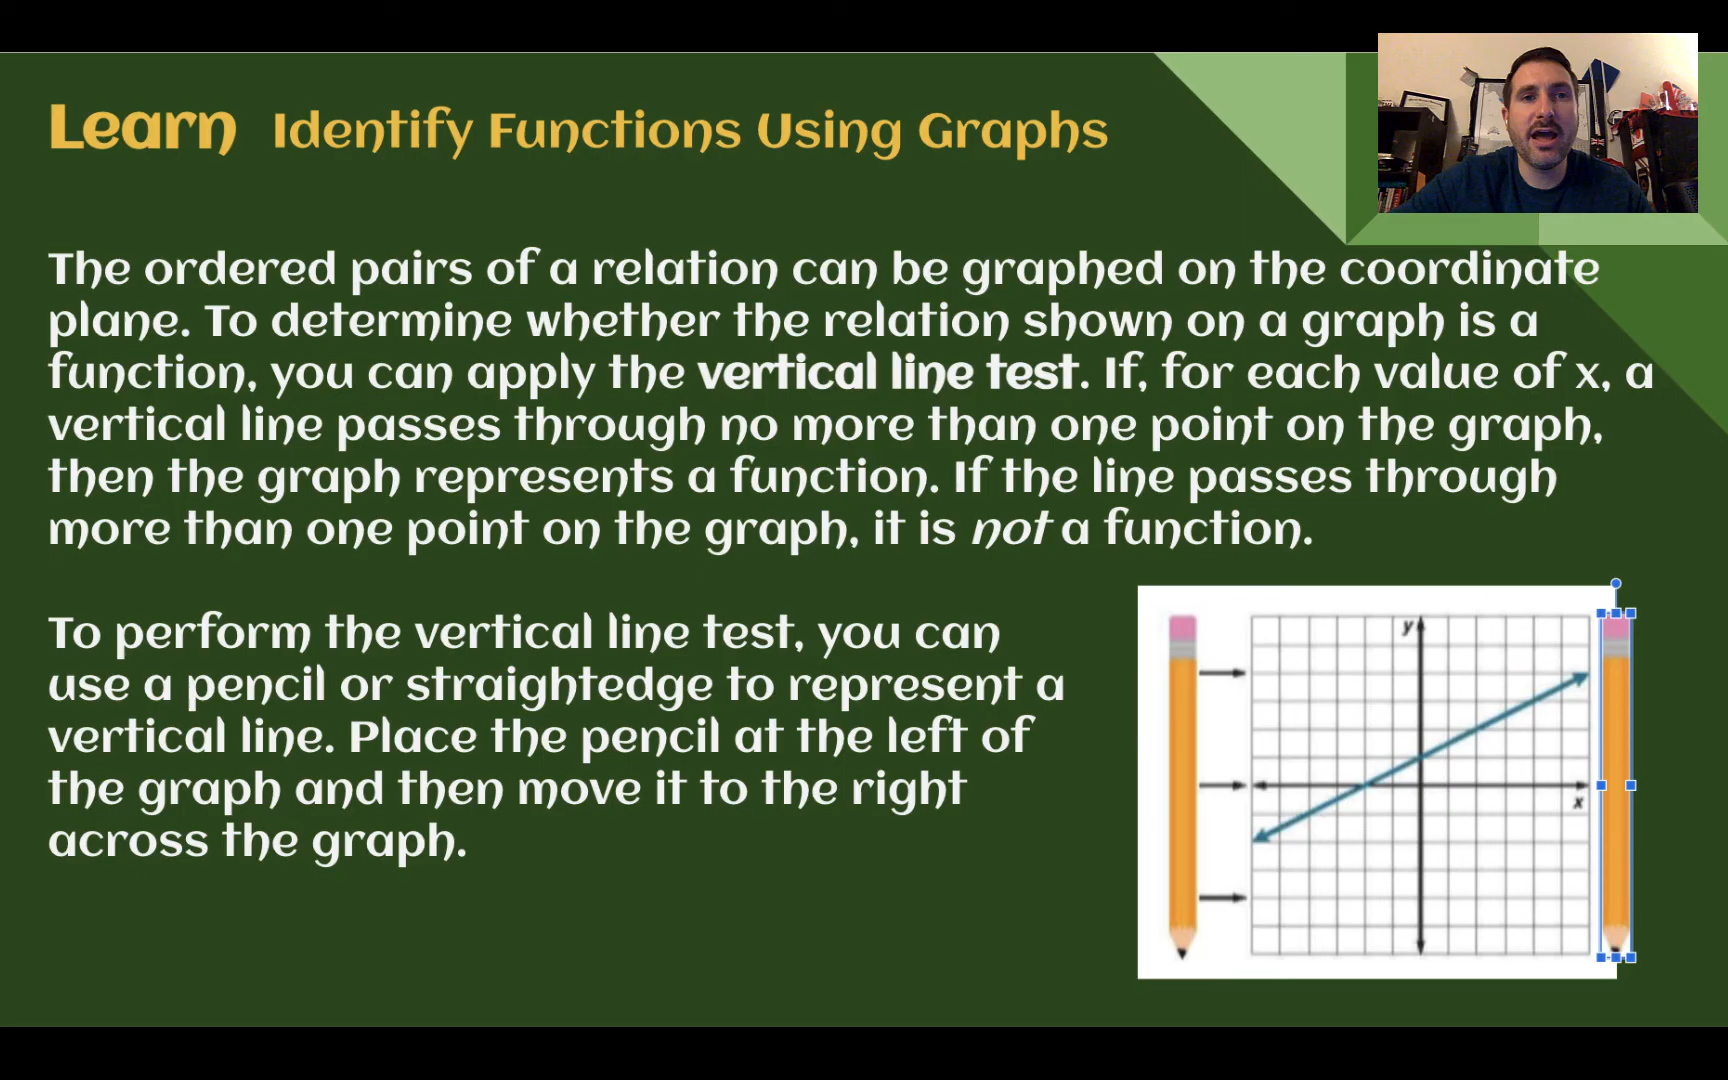 Learn Identify Functions Using Graphs
The ordered pairs of a relation can be graphed on the coordinate
plane. To determine whether the relation shown on a graph is a
function, you can apply the vertical line test. If, for each value of x, a
vertical line passes through no more than one point on the graph,
then the graph represents a function. If the line passes through
more than one point on the graph, it is not a function.
To perform the vertical line test, you can
use a pencil or straightedge to represent a
vertical line. Place the pencil at the left of
the graph and then move it to the right
across the graph.
y
x